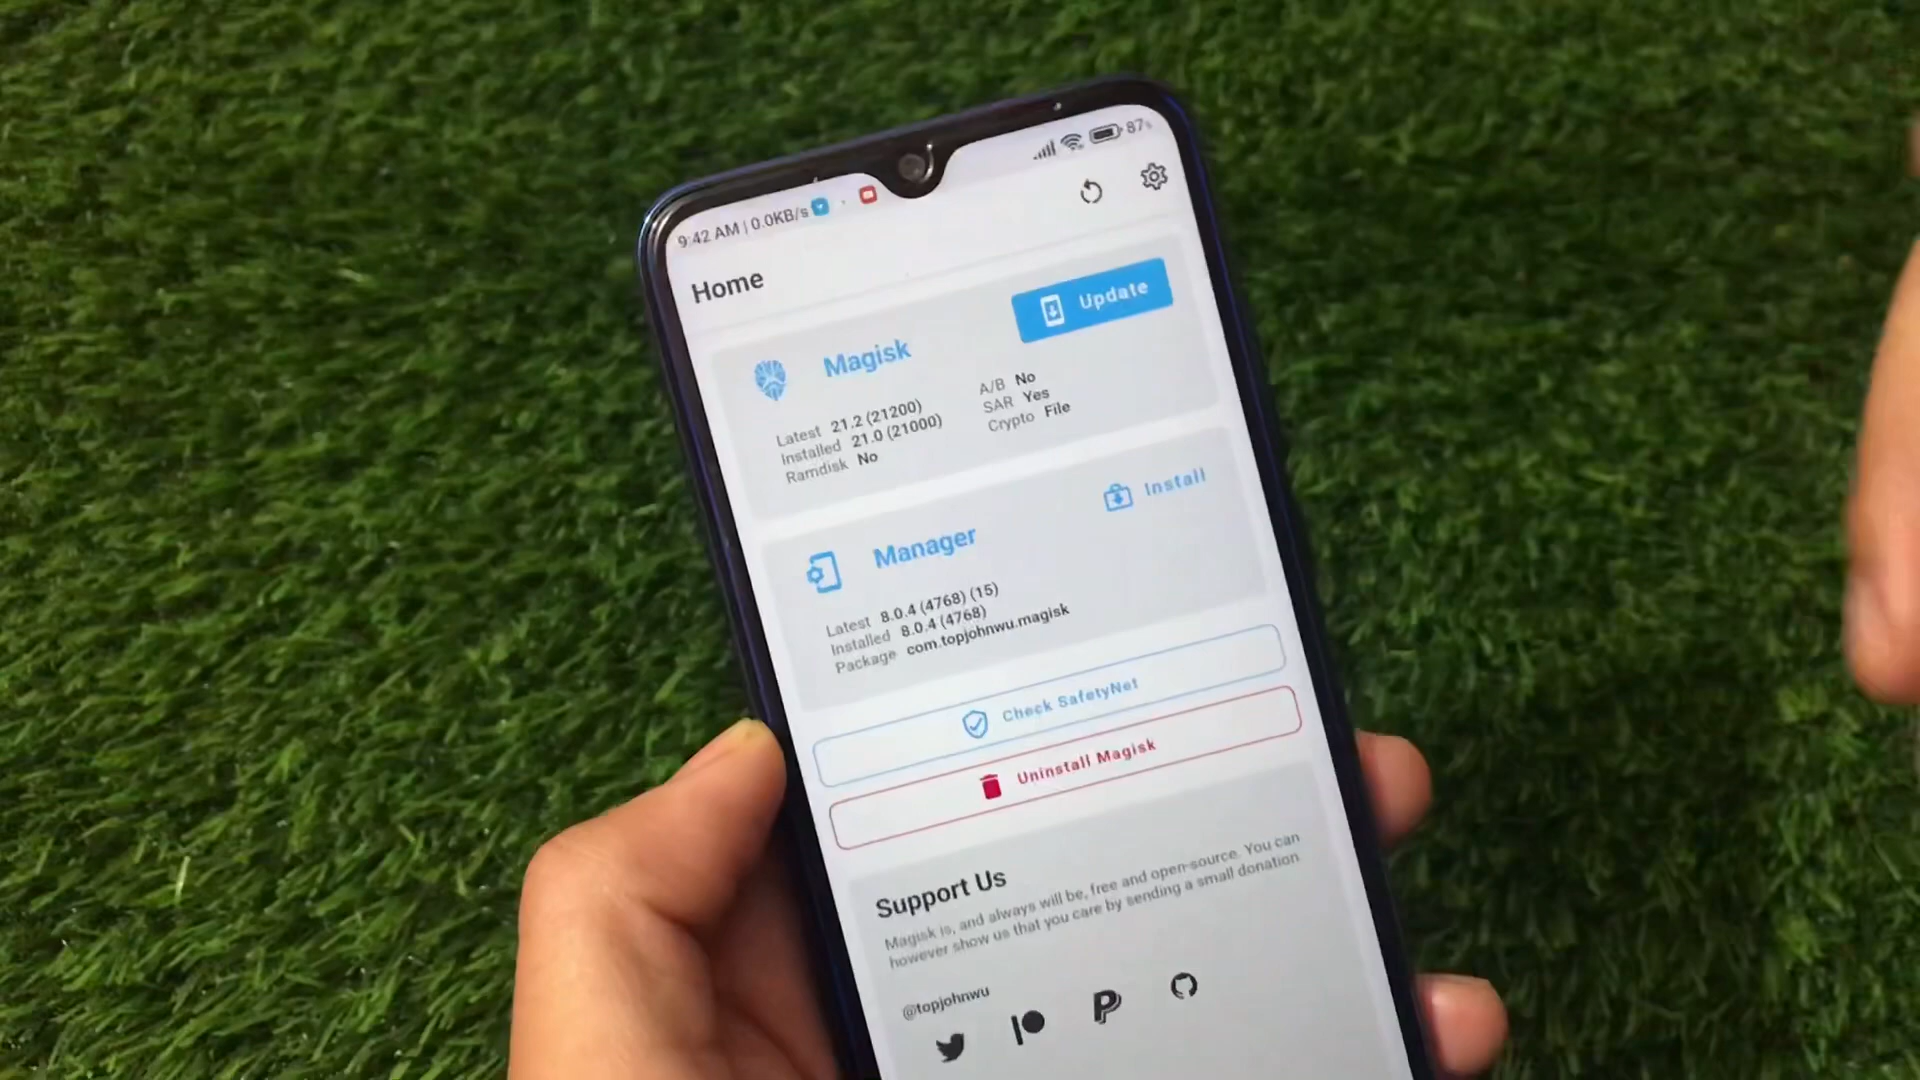 9:42 AM | 0.0KB/s
87%
Home
Update
Magisk
Latest 21.2 (21200)
Installed 21.0 (21000)
Ramdisk No
A/B No
SAR Yes
Crypto File
Install
Manager
Latest 8.0.4 (4768) (15)
Installed 8.0.4 (4768)
Package com.topjohnwu.magisk
Check SafetyNet
Uninstall Magisk
Support Us
Magisk is, and always will be, free and open-source. You can
however show us that you care by sending a small donation
@topjohnwu